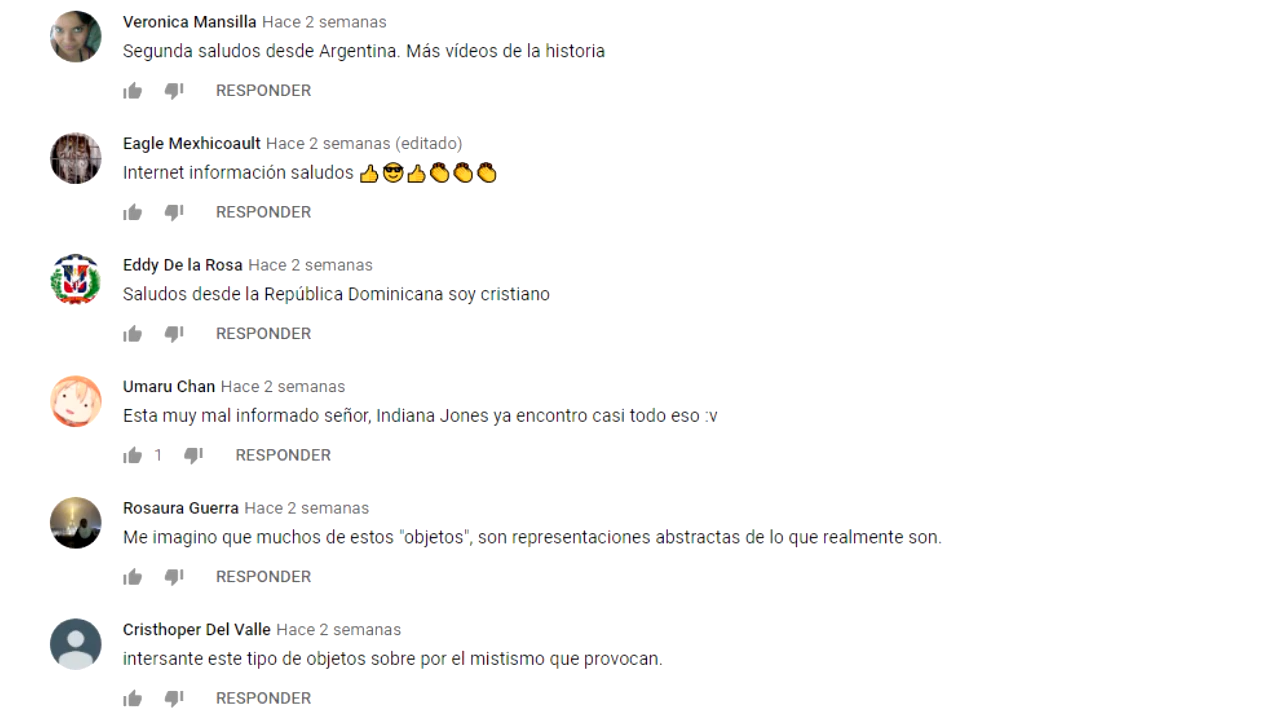 Veronica Mansilla Hace 2 semanas
Segunda saludos desde Argentina. Más vídeos de la historia
RESPONDER
Eagle Mexhicoault Hace 2 semanas (editado)
Internet información saludos 👍😎👍👏👏👏
RESPONDER
Eddy De la Rosa Hace 2 semanas
Saludos desde la República Dominicana soy cristiano
RESPONDER
Umaru Chan Hace 2 semanas
Esta muy mal informado señor, Indiana Jones ya encontro casi todo eso :v
1 RESPONDER
Rosaura Guerra Hace 2 semanas
Me imagino que muchos de estos "objetos", son representaciones abstractas de lo que realmente son.
RESPONDER
Cristhoper Del Valle Hace 2 semanas
intersante este tipo de objetos sobre por el mistismo que provocan.
RESPONDER